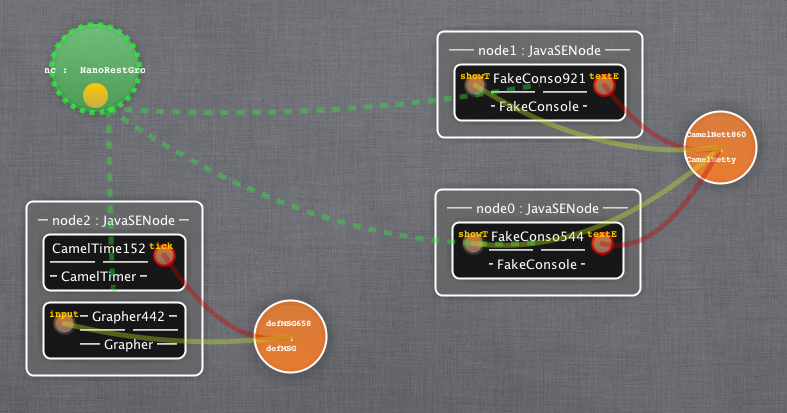 nc :  NanoRestGro
node1 : JavaSENode
showT
FakeConso921
textE
FakeConsole
CamelNett860
:
CamelNetty
node2 : JavaSENode
CamelTime152
tick
CamelTimer
input
Grapher442
Grapher
defMSG658
:
defMSG
node0 : JavaSENode
showT
FakeConso544
textE
FakeConsole